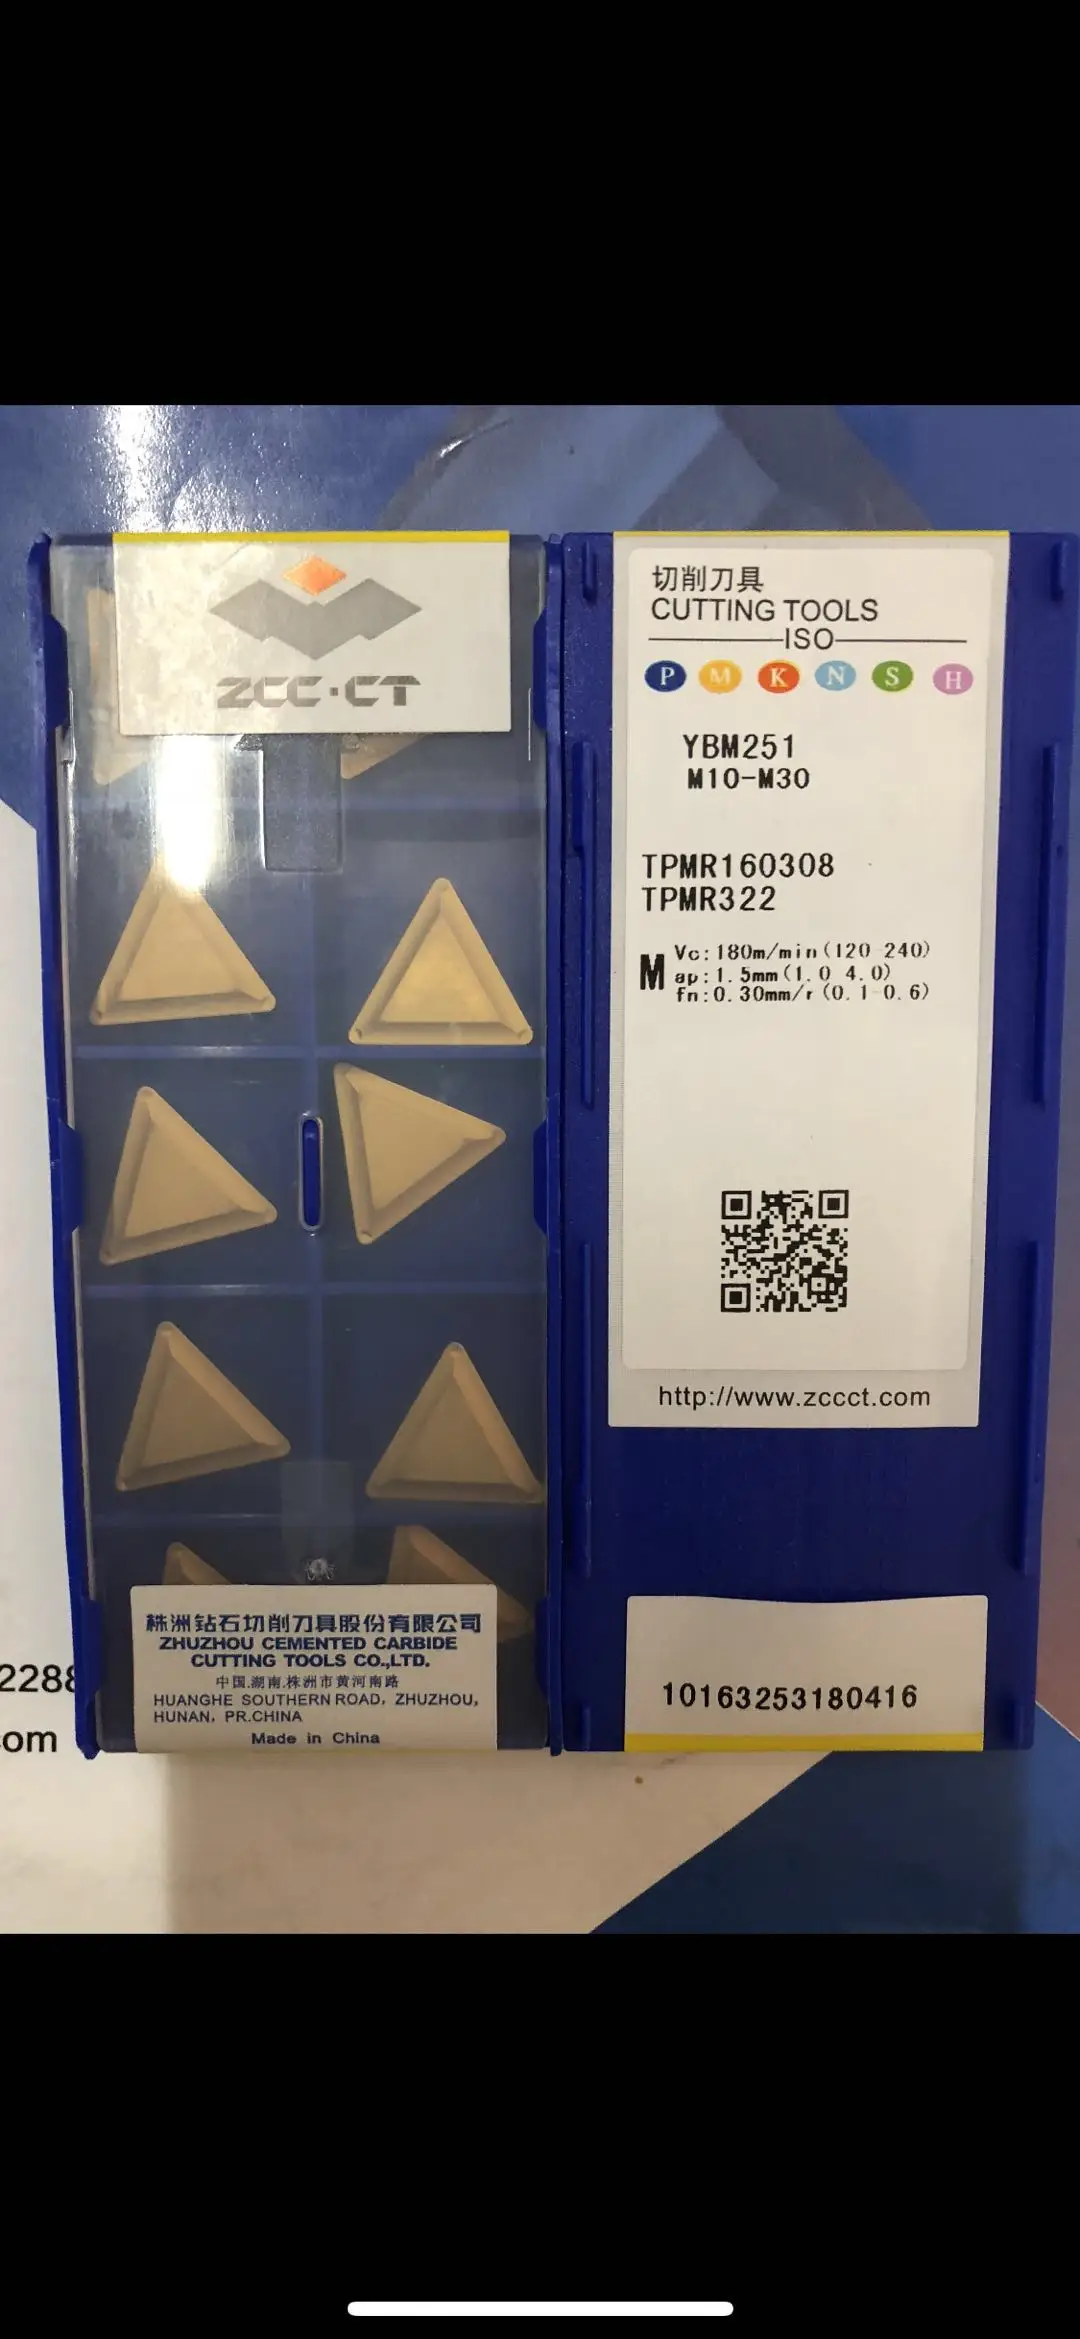 ZCC·CT
切削刀具
CUTTING TOOLS
ISO
P M K N S H
YBM251
M10-M30
TPMR160308
TPMR322
M
Vc:180m/min(120-240)
ap:1.5mm(1.0-4.0)
fn:0.30mm/r(0.1-0.6)
http://www.zccct.com
株洲钻石切削刀具股份有限公司
ZHUZHOU CEMENTED CARBIDE
CUTTING TOOLS CO.,LTD.
中国.湖南.株洲市黄河南路
HUANGHE SOUTHERN ROAD, ZHUZHOU,
HUNAN, PR.CHINA
Made in China
10163253180416
2288
om